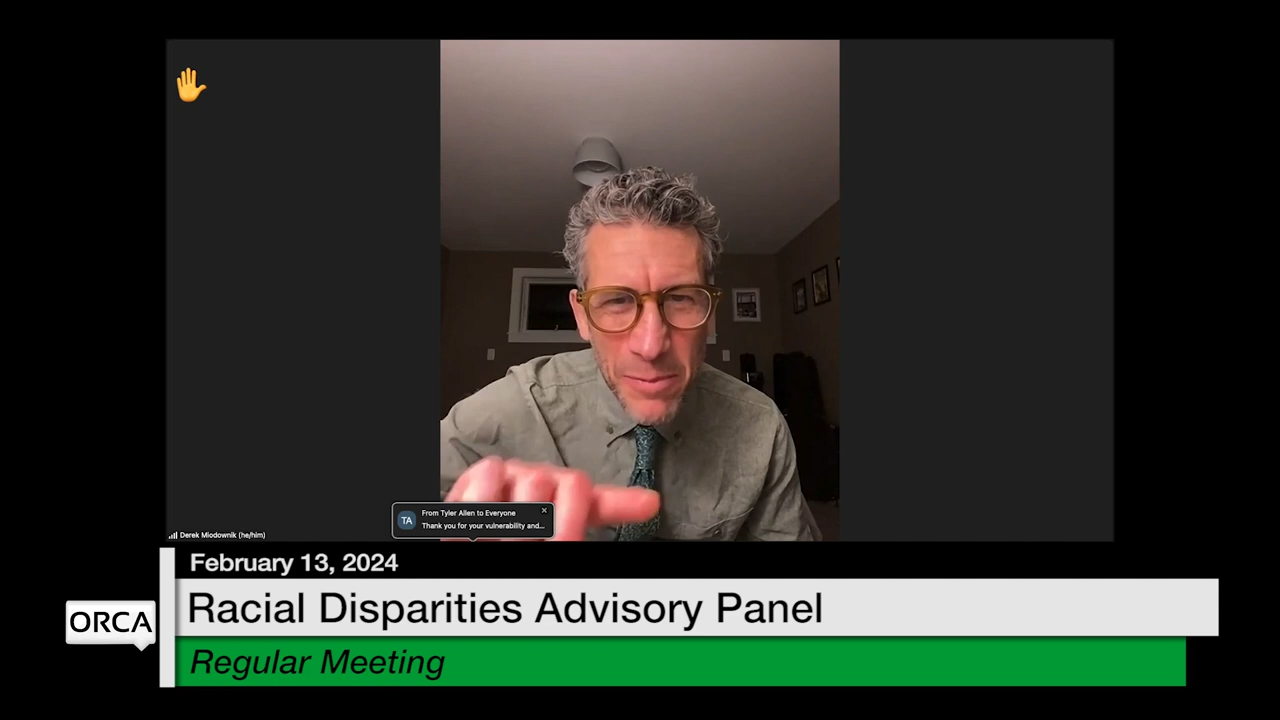 From Tyler Allen to Everyone
TA
Thank you for your vulnerability and...
Derek Miodownik (he/him)
February 13, 2024
ORCA
Racial Disparities Advisory Panel
Regular Meeting